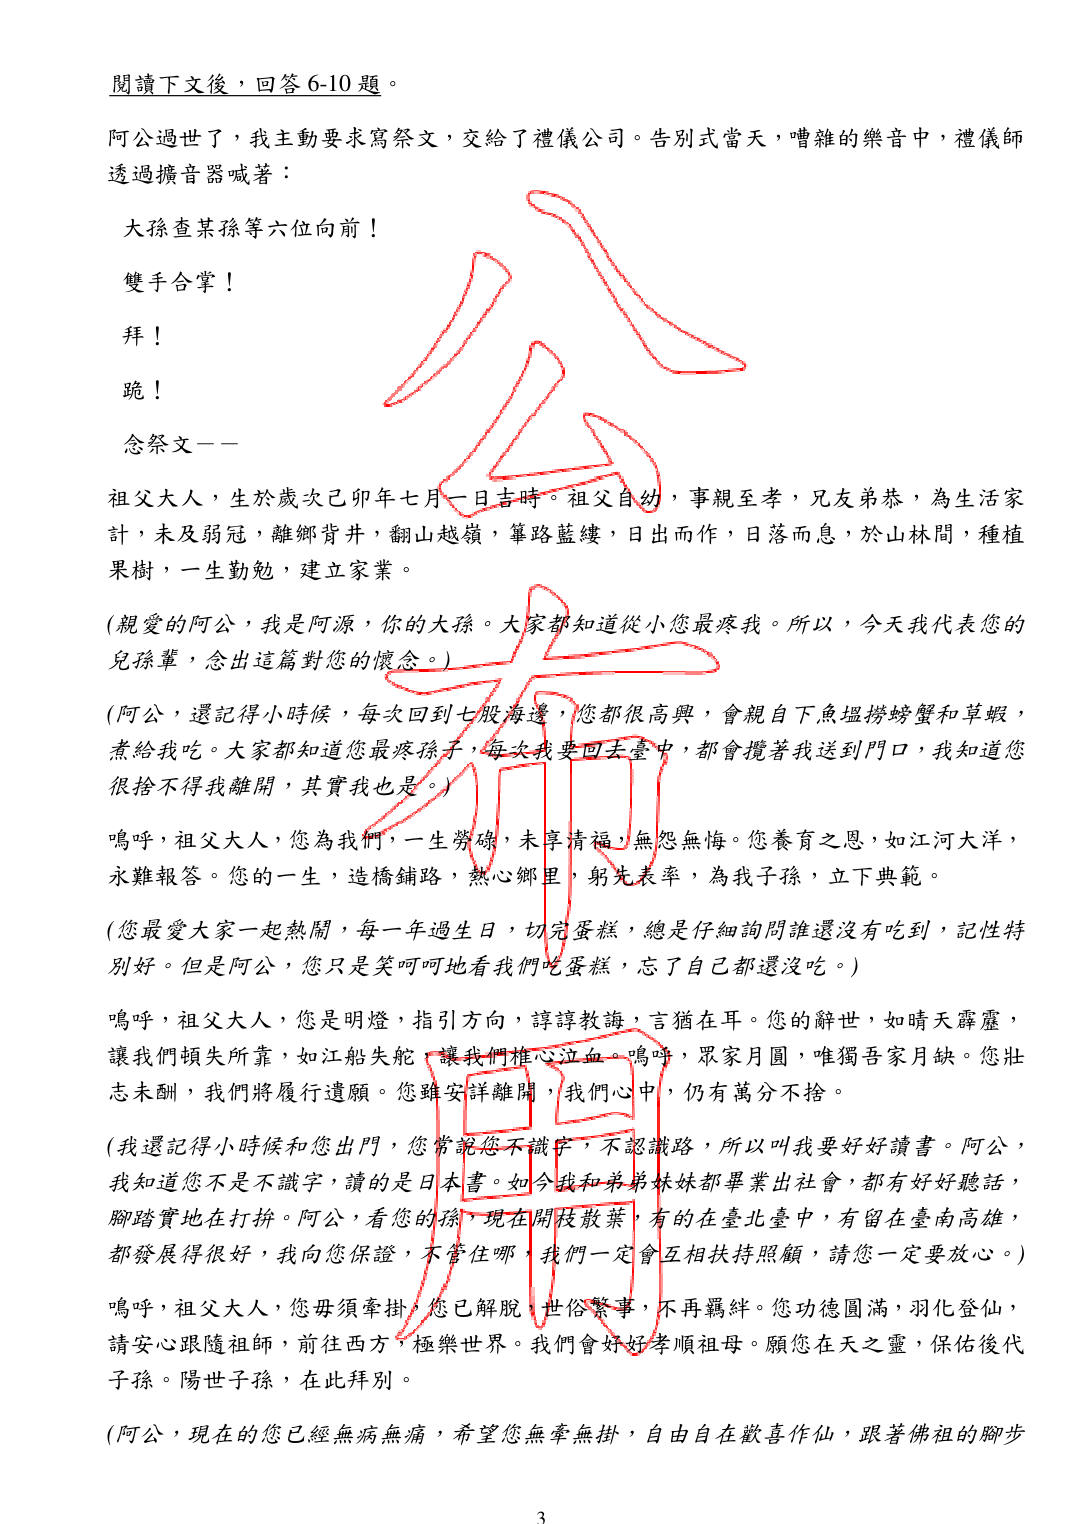 閱讀下文後，回答 6-10 題。
阿公過世了，我主動要求寫祭文，交給了禮儀公司。告別式當天，嘈雜的樂音中，禮儀師
透過擴音器喊著：
大孫查某孫等六位向前！
雙手合掌！
拜！
跪！
念祭文－－
祖父大人，生於歲次己卯年七月一日吉時。祖父自幼，事親至孝，兄友弟恭，為生活家
計，未及弱冠，離鄉背井，翻山越嶺，篳路藍縷，日出而作，日落而息，於山林間，種植
果樹，一生勤勉，建立家業。
(親愛的阿公，我是阿源，你的大孫。大家都知道從小您最疼我。所以，今天我代表您的
兒孫輩，念出這篇對您的懷念。)
(阿公，還記得小時候，每次回到七股海邊，您都很高興，會親自下魚塭撈螃蟹和草蝦，
煮給我吃。大家都知道您最疼孫子，每次我要回去臺中，都會攬著我送到門口，我知道您
很捨不得我離開，其實我也是。)
嗚呼，祖父大人，您為我們，一生勞碌，未享清福，無怨無悔。您養育之恩，如江河大洋，
永難報答。您的一生，造橋鋪路，熱心鄉里，躬先表率，為我子孫，立下典範。
(您最愛大家一起熱鬧，每一年過生日，切完蛋糕，總是仔細詢問誰還沒有吃到，記性特
別好。但是阿公，您只是笑呵呵地看我們吃蛋糕，忘了自己都還沒吃。)
嗚呼，祖父大人，您是明燈，指引方向，諄諄教誨，言猶在耳。您的辭世，如晴天霹靂，
讓我們頓失所靠，如江船失舵，讓我們椎心泣血。嗚呼，眾家月圓，唯獨吾家月缺。您壯
志未酬，我們將履行遺願。您雖安詳離開，我們心中，仍有萬分不捨。
(我還記得小時候和您出門，您常說您不識字，不認識路，所以叫我要好好讀書。阿公，
我知道您不是不識字，讀的是日本書。如今我和弟弟妹妹都畢業出社會，都有好好聽話，
腳踏實地在打拚。阿公，看您的孫，現在開枝散葉，有的在臺北臺中，有留在臺南高雄，
都發展得很好，我向您保證，不管住哪，我們一定會互相扶持照顧，請您一定要放心。)
嗚呼，祖父大人，您毋須牽掛，您已解脫，世俗繁事，不再羈絆。您功德圓滿，羽化登仙，
請安心跟隨祖師，前往西方，極樂世界。我們會好好孝順祖母。願您在天之靈，保佑後代
子孫。陽世子孫，在此拜別。
(阿公，現在的您已經無病無痛，希望您無牽無掛，自由自在歡喜作仙，跟著佛祖的腳步
3
公布用